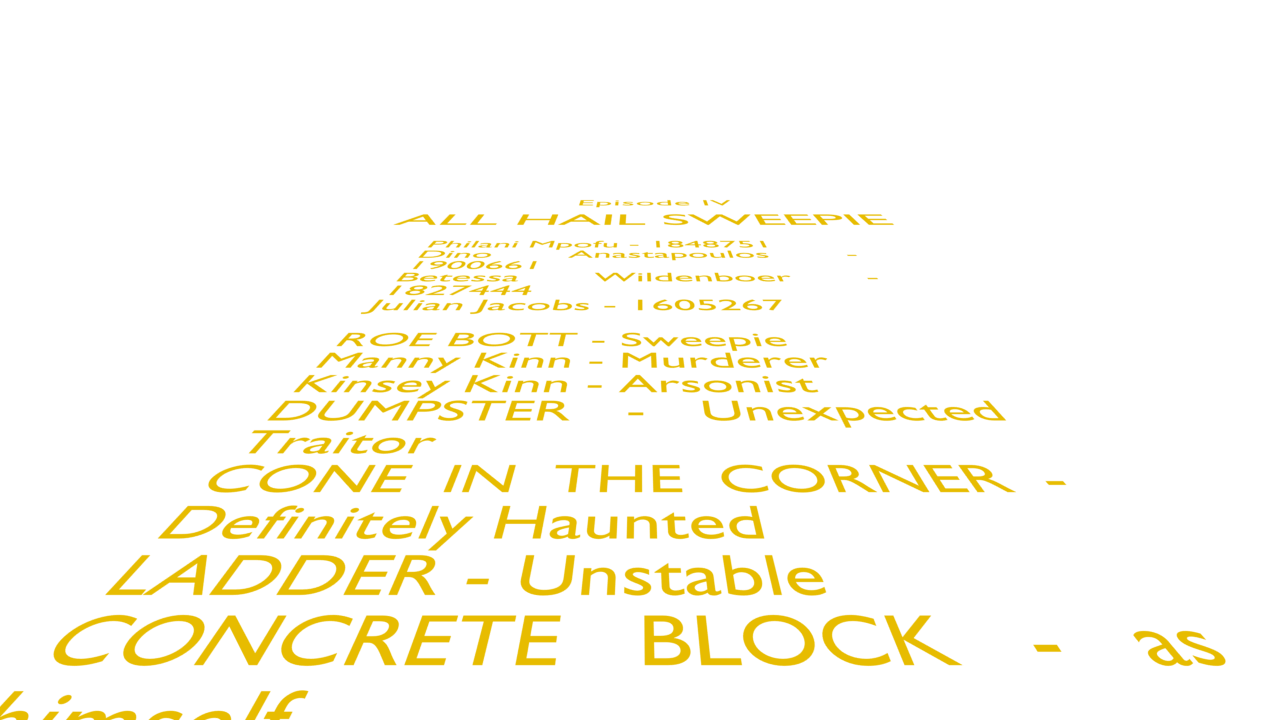 Episode IV
ALL HAIL SWEEPIE
Philani Mpofu - 1848751
Dino Anastapoulos -
1900661
Betessa Wildenboer -
1827444
Julian Jacobs - 1605267
ROE BOTT - Sweepie
Manny Kinn - Murderer
Kinsey Kinn - Arsonist
DUMPSTER - Unexpected
Traitor
CONE IN THE CORNER -
Definitely Haunted
LADDER - Unstable
CONCRETE BLOCK - as
himself